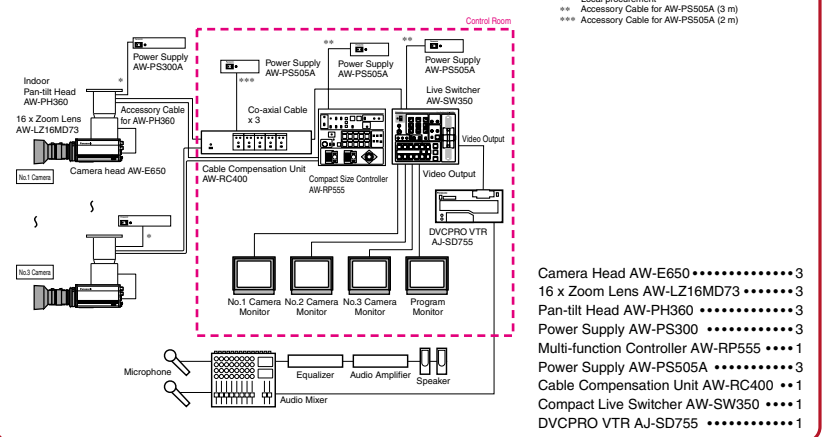 Local procurement
** Accessory Cable for AW-PS505A (3 m)
*** Accessory Cable for AW-PS505A (2 m)
Control Room
**
**
*
***
Power Supply
AW-PS300A
Power Supply
AW-PS505A
Power Supply
AW-PS505A
Power Supply
AW-PS505A
Indoor
Pan-tilt Head
AW-PH360
16 x Zoom Lens
AW-LZ16MD73
Accessory Cable
for AW-PH360
Co-axial Cable
x 3
Live Switcher
AW-SW350
Video Output
No.1 Camera
Camera head AW-E650
Cable Compensation Unit
AW-RC400
Compact Size Controller
AW-RP555
Video Output
*
DVCPRO VTR
AJ-SD755
No.3 Camera
No.1 Camera
Monitor
No.2 Camera
Monitor
No.3 Camera
Monitor
Program
Monitor
Microphone
Equalizer
Audio Amplifier
Speaker
Audio Mixer
Camera Head AW-E650 •••••••••••••• 3
16 x Zoom Lens AW-LZ16MD73 ••••••• 3
Pan-tilt Head AW-PH360 •••••••••••• 3
Power Supply AW-PS300 ••••••••••• 3
Multi-function Controller AW-RP555 •••• 1
Power Supply AW-PS505A •••••••••• 3
Cable Compensation Unit AW-RC400 •• 1
Compact Live Switcher AW-SW350 •••• 1
DVCPRO VTR AJ-SD755 •••••••••••• 1